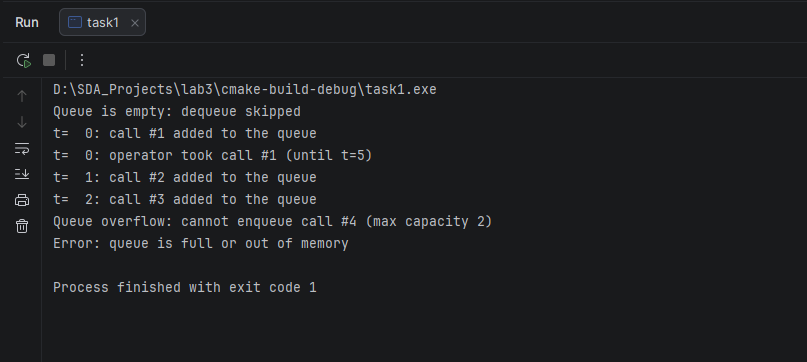 Run task1
D:\SDA_Projects\lab3\cmake-build-debug\task1.exe
Queue is empty: dequeue skipped
t=  0: call #1 added to the queue
t=  0: operator took call #1 (until t=5)
t=  1: call #2 added to the queue
t=  2: call #3 added to the queue
Queue overflow: cannot enqueue call #4 (max capacity 2)
Error: queue is full or out of memory
Process finished with exit code 1